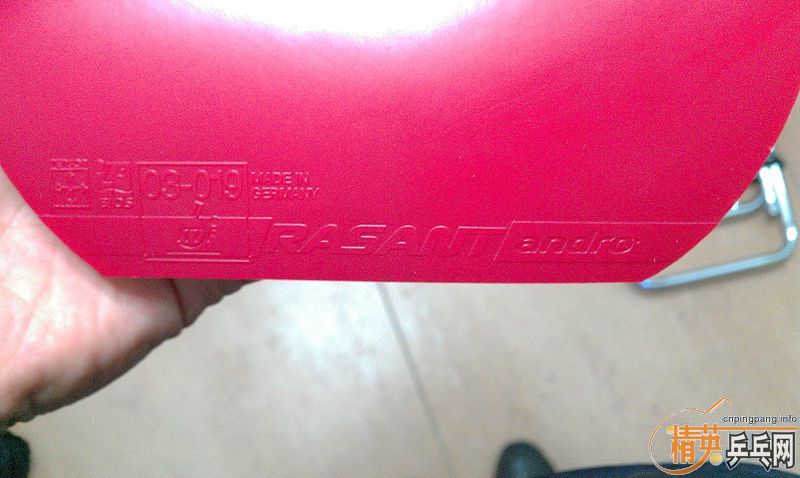 03-019
MADE IN
GERMANY
RASANT andro
cnpingpang.info
精英乒乓网